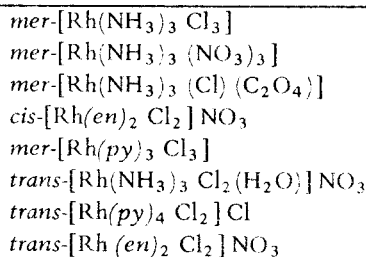 mer-[Rh(NH₃)₃ Cl₃]
mer-[Rh(NH₃)₃ (NO₃)₃]
mer-[Rh(NH₃)₃ (Cl) (C₂O₄)]
cis-[Rh(en)₂ Cl₂] NO₃
mer-[Rh(py)₃ Cl₃]
trans-[Rh(NH₃)₃ Cl₂(H₂O)] NO₃
trans-[Rh(py)₄ Cl₂] Cl
trans-[Rh (en)₂ Cl₂] NO₃